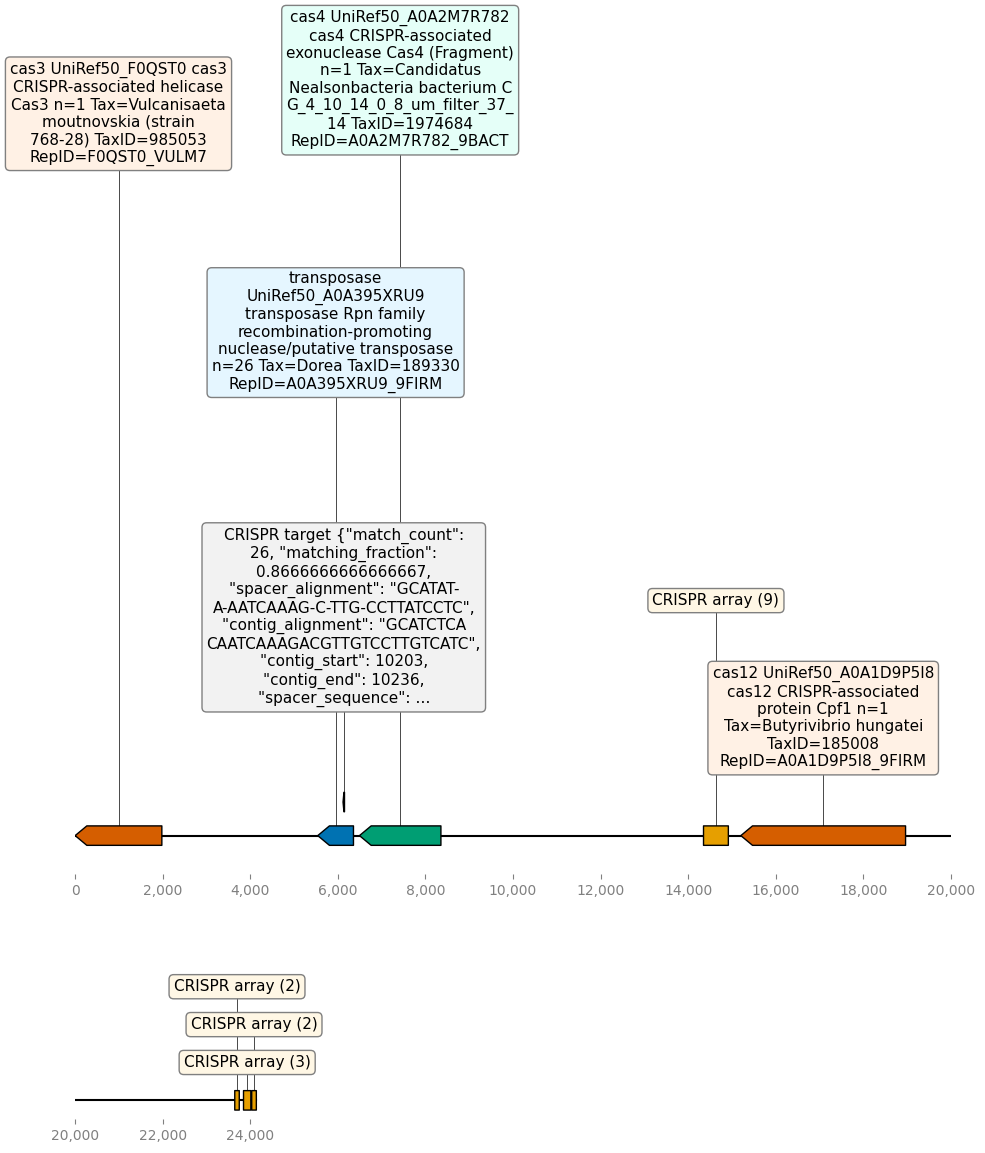 cas4 UniRef50_A0A2M7R782
cas4 CRISPR-associated
exonuclease Cas4 (Fragment)
n=1 Tax=Candidatus
Nealsonbacteria bacterium C
G_4_10_14_0_8_um_filter_37_
14 TaxID=1974684
RepID=A0A2M7R782_9BACT
cas3 UniRef50_F0QST0 cas3
CRISPR-associated helicase
Cas3 n=1 Tax=Vulcanisaeta
moutnovskia (strain
768-28) TaxID=985053
RepID=F0QST0_VULM7
transposase
UniRef50_A0A395XRU9
transposase Rpn family
recombination-promoting
nuclease/putative transposase
n=26 Tax=Dorea TaxID=189330
RepID=A0A395XRU9_9FIRM
CRISPR target {"match_count":
26, "matching_fraction":
0.8666666666666667,
"spacer_alignment": "GCATAT-
A-AATCAAAG-C-TTG-CCTTATCCTC",
"contig_alignment": "GCATCTCA
CAATCAAAGACGTTGTCCTTGTCATC",
"contig_start": 10203,
"contig_end": 10236,
"spacer_sequence": ...
CRISPR array (9)
cas12 UniRef50_A0A1D9P5I8
cas12 CRISPR-associated
protein Cpf1 n=1
Tax=Butyrivibrio hungatei
TaxID=185008
RepID=A0A1D9P5I8_9FIRM
0 2,000 4,000 6,000 8,000 10,000 12,000 14,000 16,000 18,000 20,000
CRISPR array (2)
CRISPR array (2)
CRISPR array (3)
20,000 22,000 24,000